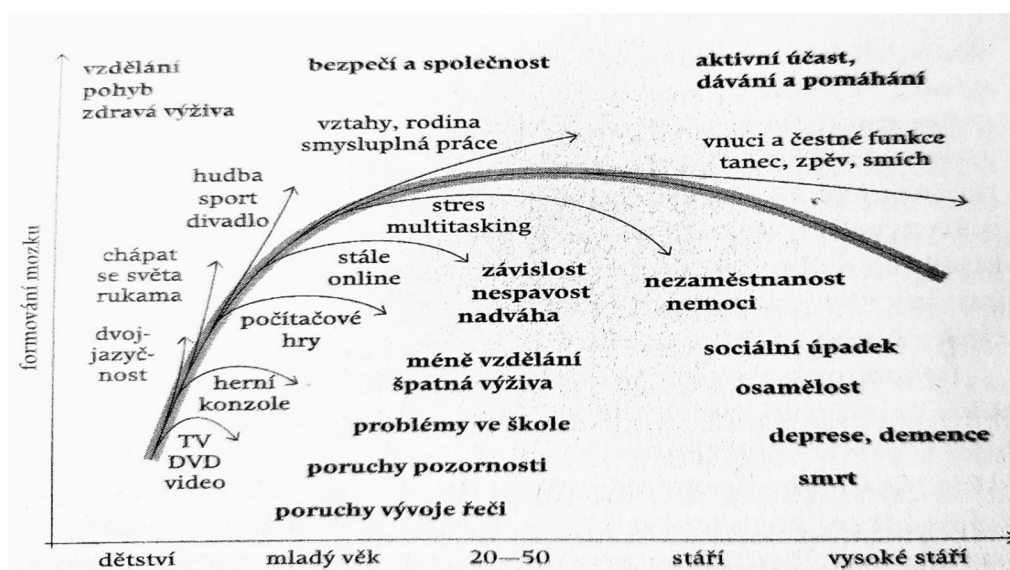 vzdělání
pohyb
zdravá výživa
bezpečí a společnost
aktivní účast,
dávání a pomáhání
vztahy, rodina
smysluplná práce
vnuci a čestné funkce
tanec, zpěv, smích
hudba
sport
divadlo
stres
multitasking
chápat
se světa
rukama
stále
online
závislost
nespavost
nadváha
nezaměstnanost
nemoci
formování mozku
dvoj-
jazyč-
nost
počítačové
hry
méně vzdělání
špatná výživa
sociální úpadek
osamělost
herní
konzole
problémy ve škole
deprese, demence
TV
DVD
video
poruchy pozornosti
smrt
poruchy vývoje řeči
dětství
mladý věk
20—50
stáří
vysoké stáří